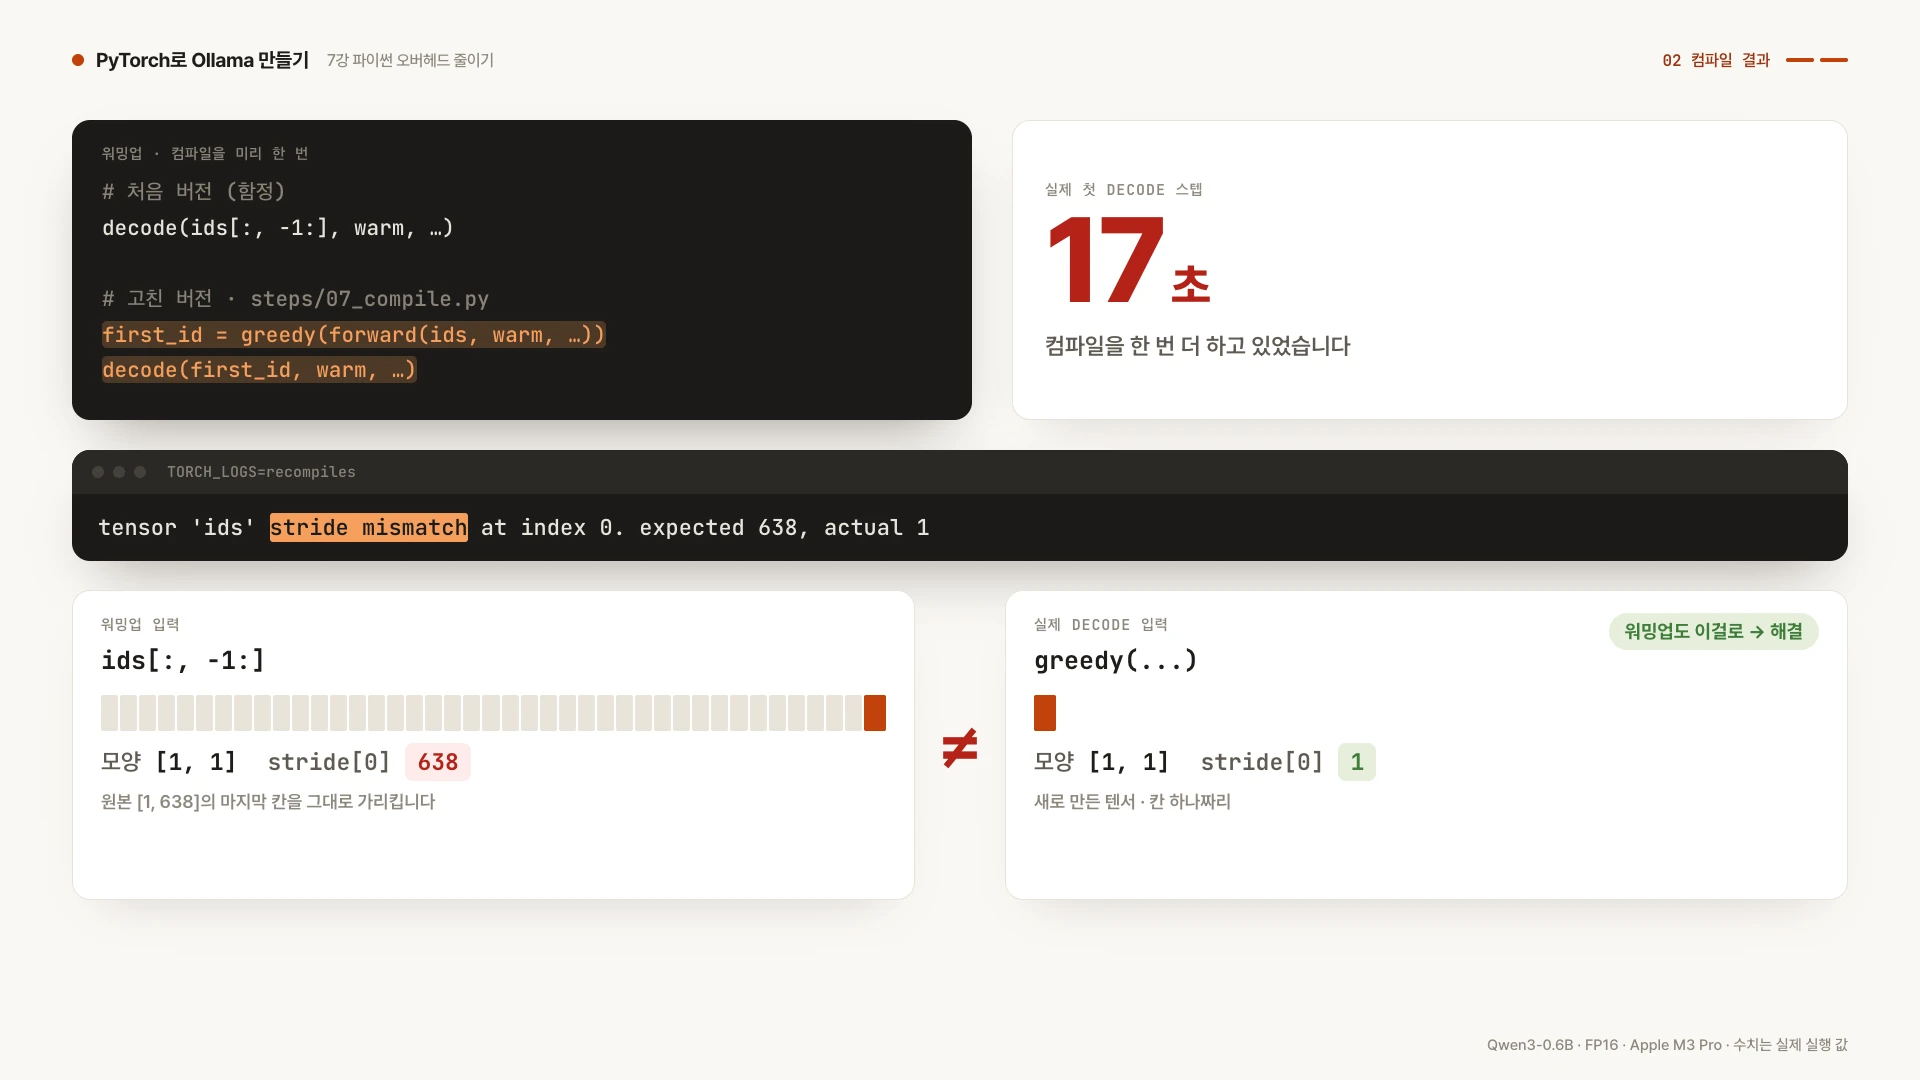 PyTorch로 Ollama 만들기 7강 파이썬 오버헤드 줄이기
02 컴파일 결과
워밍업 · 컴파일을 미리 한 번
# 처음 버전 (함정)
decode(ids[:, -1:], warm, …)
# 고친 버전 · steps/07_compile.py
first_id = greedy(forward(ids, warm, …))
decode(first_id, warm, …)
실제 첫 DECODE 스텝
17초
컴파일을 한 번 더 하고 있었습니다
TORCH_LOGS=recompiles
tensor 'ids' stride mismatch at index 0. expected 638, actual 1
워밍업 입력
ids[:, -1:]
모양 [1, 1] stride[0] 638
원본 [1, 638]의 마지막 칸을 그대로 가리킵니다
≠
실제 DECODE 입력
워밍업도 이걸로 → 해결
greedy(...)
모양 [1, 1] stride[0] 1
새로 만든 텐서 · 칸 하나짜리
Qwen3-0.6B · FP16 · Apple M3 Pro · 수치는 실제 실행 값